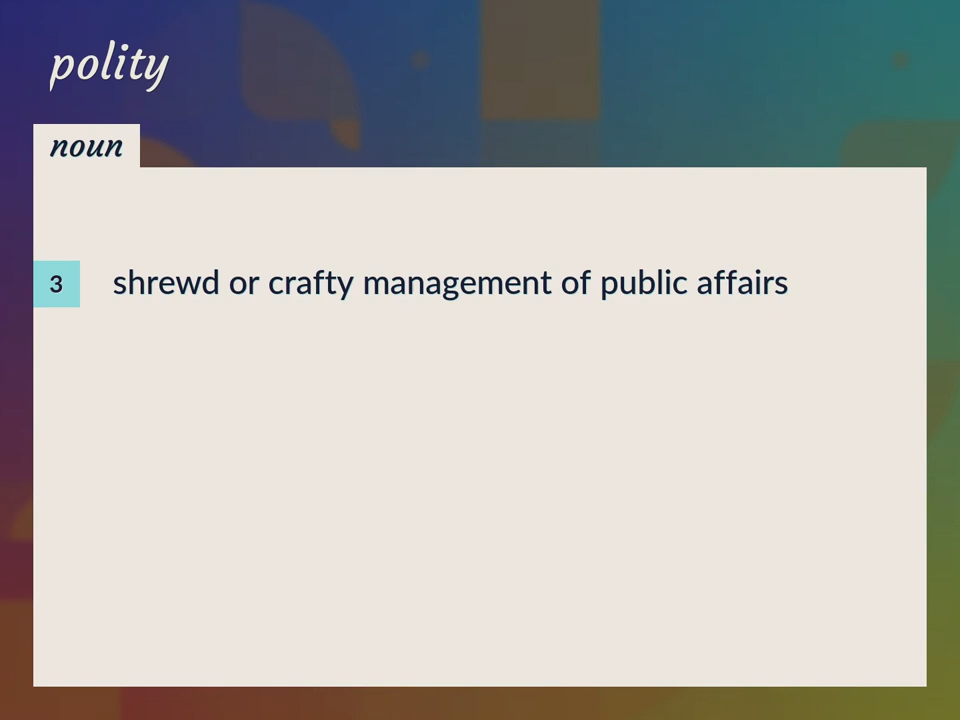 polity
noun
3 shrewd or crafty management of public affairs